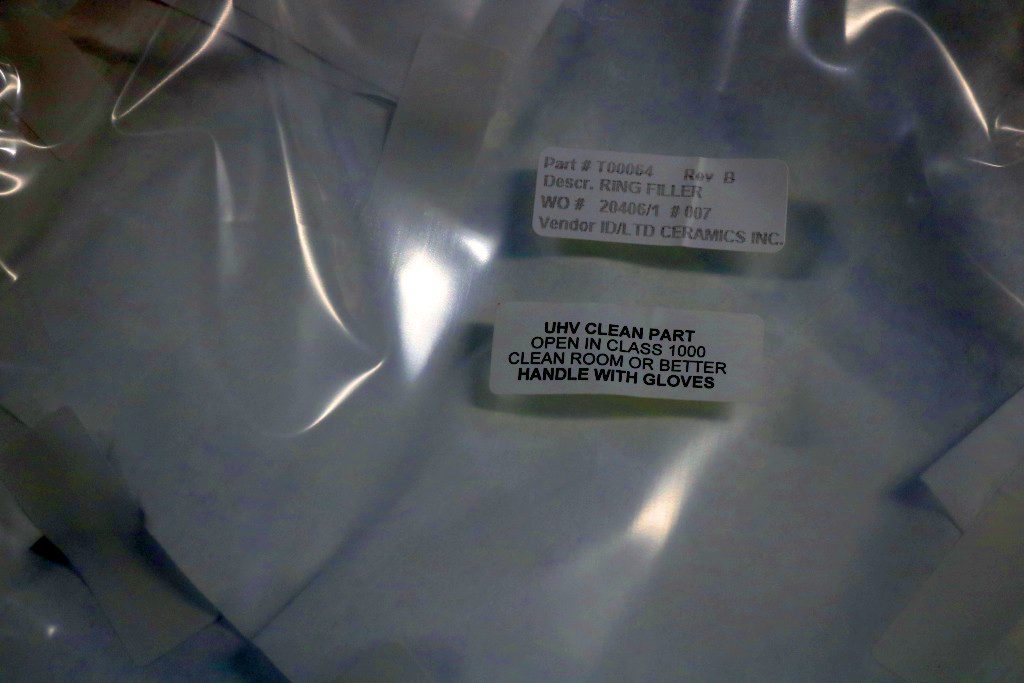 Part # T00064 Rev B
Descr. RING FILLER
WO # 20406/1 # 007
Vendor ID/LTD CERAMICS INC.
UHV CLEAN PART
OPEN IN CLASS 1000
CLEAN ROOM OR BETTER
HANDLE WITH GLOVES